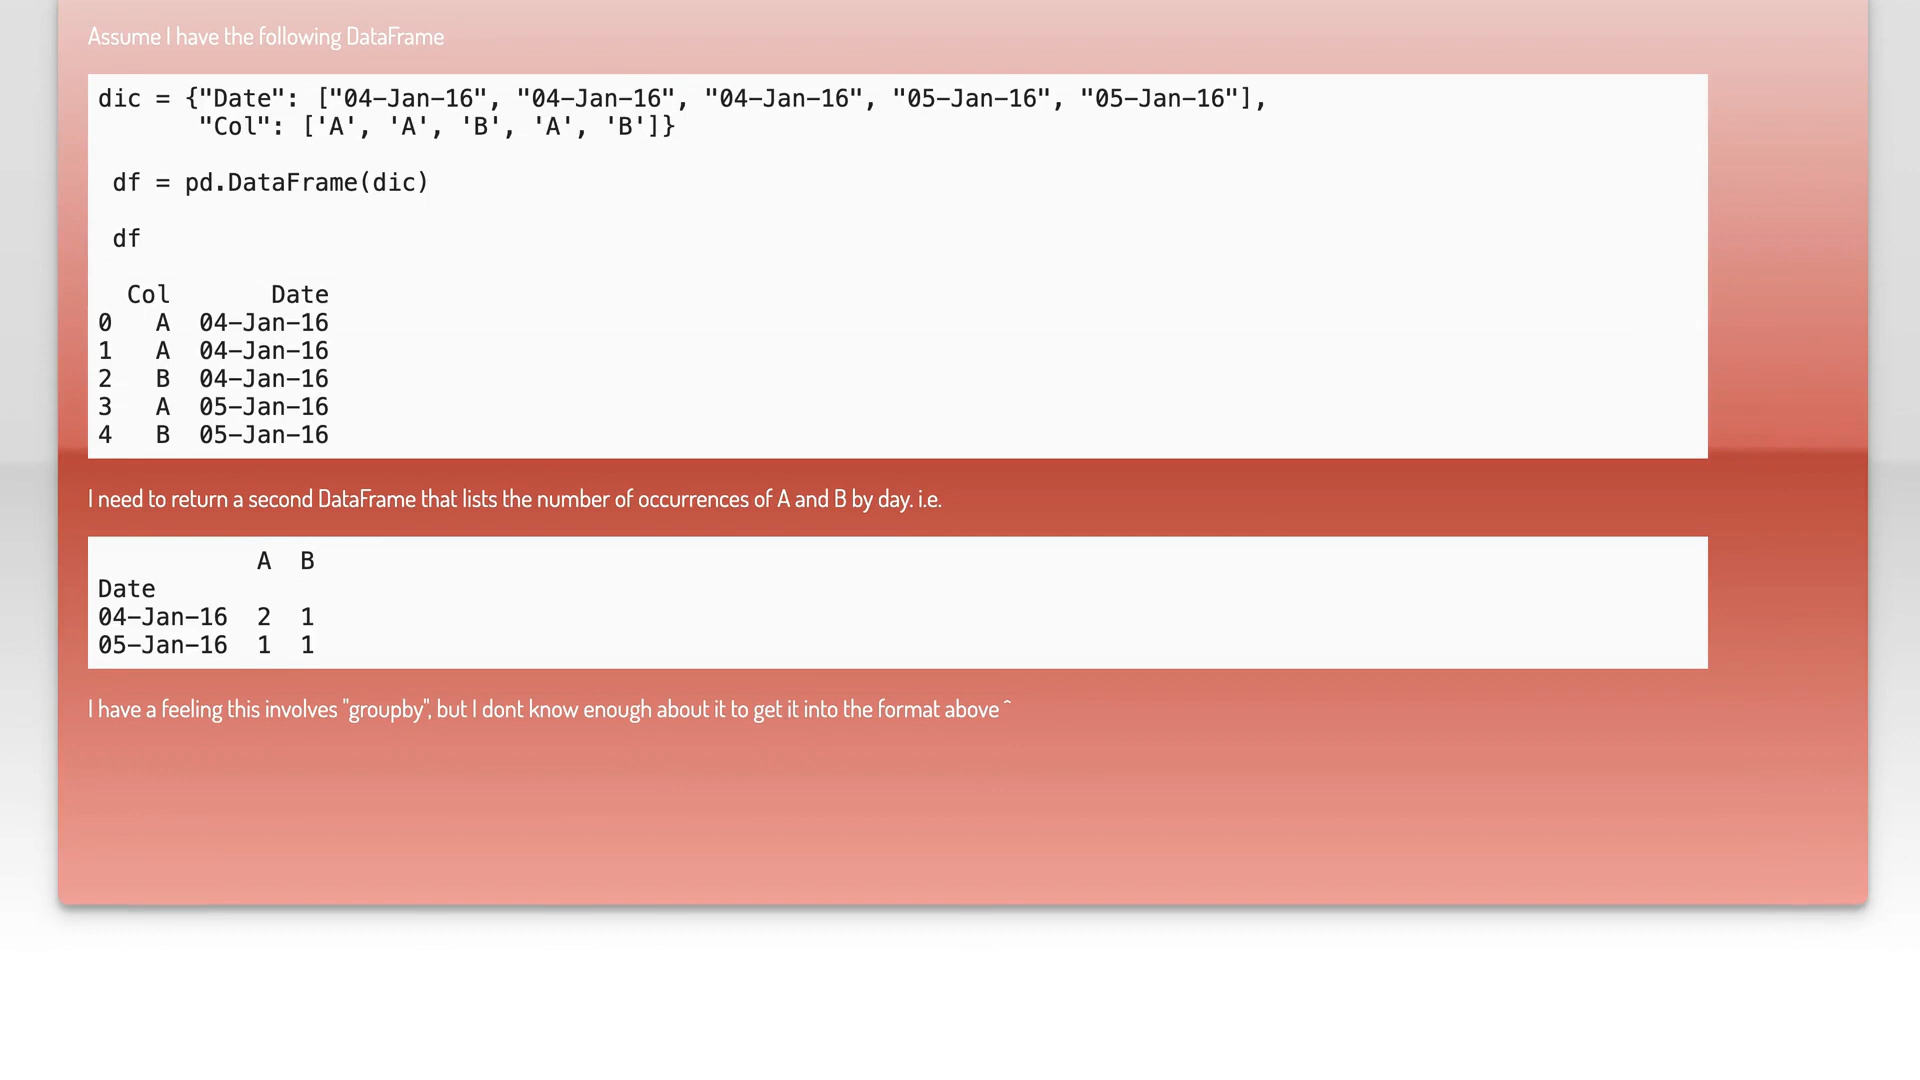 Assume I have the following DataFrame
dic = {"Date": ["04-Jan-16", "04-Jan-16", "04-Jan-16", "05-Jan-16", "05-Jan-16"],
       "Col": ['A', 'A', 'B', 'A', 'B']}
 df = pd.DataFrame(dic)
 df
  Col       Date
0   A  04-Jan-16
1   A  04-Jan-16
2   B  04-Jan-16
3   A  05-Jan-16
4   B  05-Jan-16
I need to return a second DataFrame that lists the number of occurrences of A and B by day. i.e.
           A  B
Date
04-Jan-16  2  1
05-Jan-16  1  1
I have a feeling this involves "groupby", but I dont know enough about it to get it into the format above ^